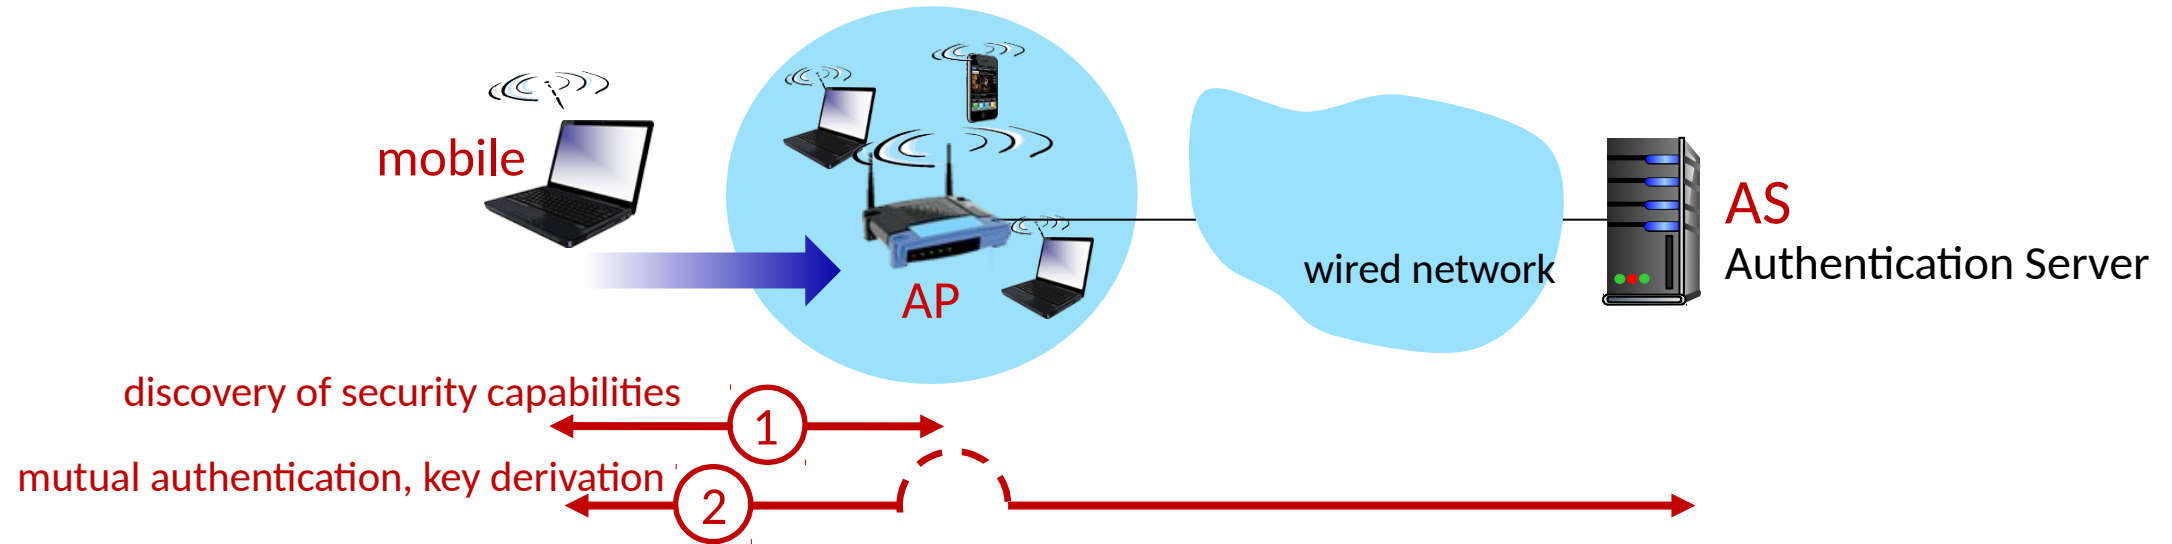 mobile
AP
wired network
AS
Authentication Server
discovery of security capabilities
1
mutual authentication, key derivation
2